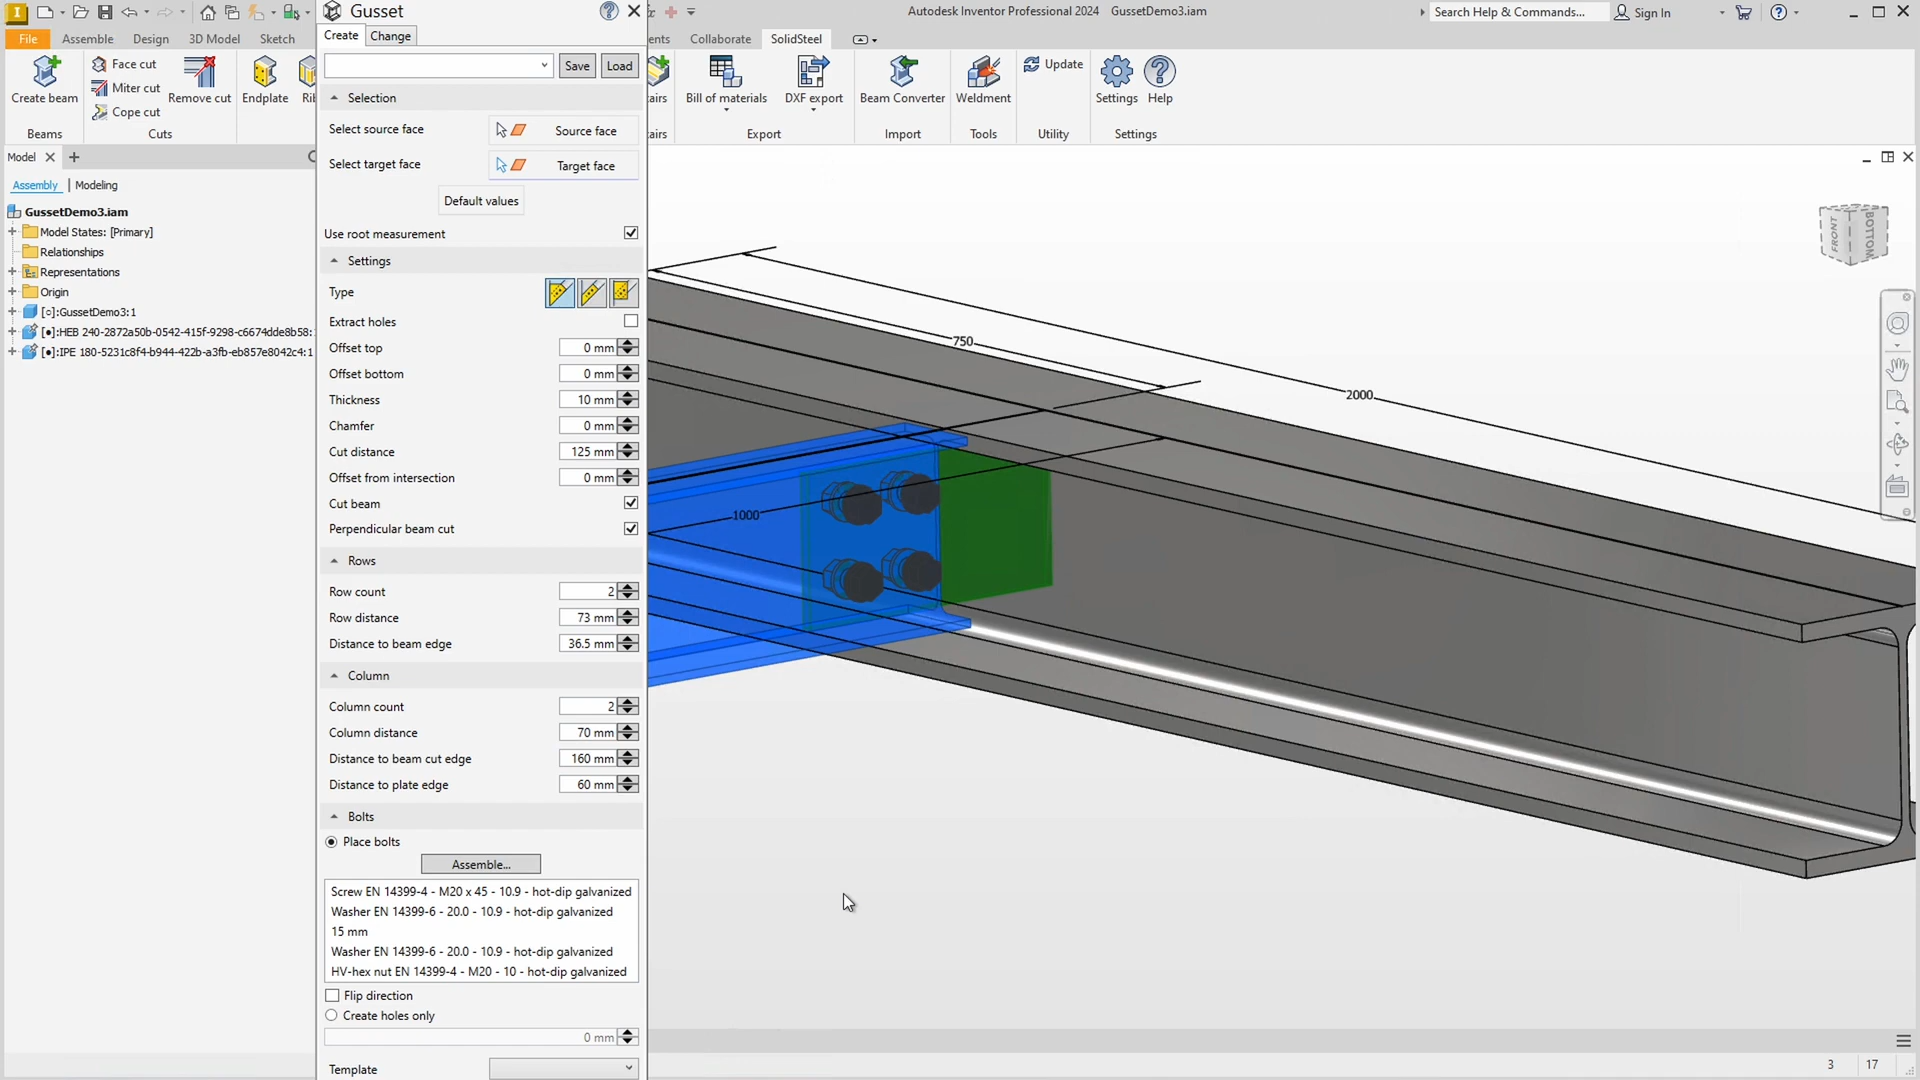 Gusset
Autodesk Inventor Professional 2024 GussetDemo3.iam
Search Help & Commands...
Sign In
File
Assembly
Design
3D Model
Sketch
Create
Change
Collaborate
SolidSteel
Create beam
Beams
Face cut
Miter cut
Cope cut
Remove cut
Cuts
Endplate
Save
Load
Bill of materials
DXF export
Export
Beam Converter
Import
Weldment
Tools
Update
Utility
Settings
Help
Settings
Model
Assembly
Modeling
GussetDemo3.iam
Model States: [Primary]
Relationships
Representations
Origin
[○]:GussetDemo3:1
[●]:HEB 240-2872a50b-0542-415f-9298-c6674dde8b58:
[●]:IPE 180-5231c8f4-b944-422b-a3fb-eb857e8042c4:1
Selection
Select source face
Source face
Select target face
Target face
Default values
Use root measurement
Settings
Type
Extract holes
Offset top 0 mm
Offset bottom 0 mm
Thickness 10 mm
Chamfer 0 mm
Cut distance 125 mm
Offset from intersection 0 mm
Cut beam
Perpendicular beam cut
Rows
Row count 2
Row distance 73 mm
Distance to beam edge 36.5 mm
Column
Column count 2
Column distance 70 mm
Distance to beam cut edge 160 mm
Distance to plate edge 60 mm
Bolts
Place bolts
Assemble...
Screw EN 14399-4 - M20 x 45 - 10.9 - hot-dip galvanized
Washer EN 14399-6 - 20.0 - 10.9 - hot-dip galvanized
15 mm
Washer EN 14399-6 - 20.0 - 10.9 - hot-dip galvanized
HV-hex nut EN 14399-4 - M20 - 10 - hot-dip galvanized
Flip direction
Create holes only
0 mm
Template
750
2000
1000
FRONT
BOTTOM
3 17